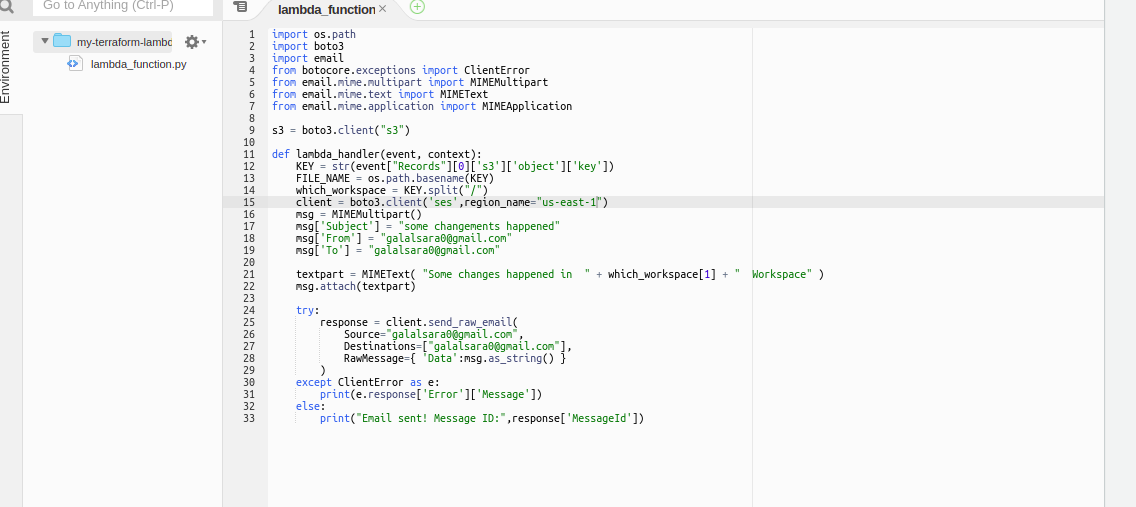 Go to Anything (Ctrl-P)
lambda_function
Environment
my-terraform-lambd
lambda_function.py
1 import os.path
2 import boto3
3 import email
4 from botocore.exceptions import ClientError
5 from email.mime.multipart import MIMEMultipart
6 from email.mime.text import MIMEText
7 from email.mime.application import MIMEApplication
8
9 s3 = boto3.client("s3")
10
11 def lambda_handler(event, context):
12     KEY = str(event["Records"][0]['s3']['object']['key'])
13     FILE_NAME = os.path.basename(KEY)
14     which_workspace = KEY.split("/")
15     client = boto3.client('ses',region_name="us-east-1")
16     msg = MIMEMultipart()
17     msg['Subject'] = "some changements happened"
18     msg['From'] = "galalsara0@gmail.com"
19     msg['To'] = "galalsara0@gmail.com"
20
21     textpart = MIMEText( "Some changes happened in  " + which_workspace[1] + "  Workspace" )
22     msg.attach(textpart)
23
24     try:
25         response = client.send_raw_email(
26             Source="galalsara0@gmail.com",
27             Destinations=["galalsara0@gmail.com"],
28             RawMessage={ 'Data':msg.as_string() }
29         )
30     except ClientError as e:
31         print(e.response['Error']['Message'])
32     else:
33         print("Email sent! Message ID:",response['MessageId'])